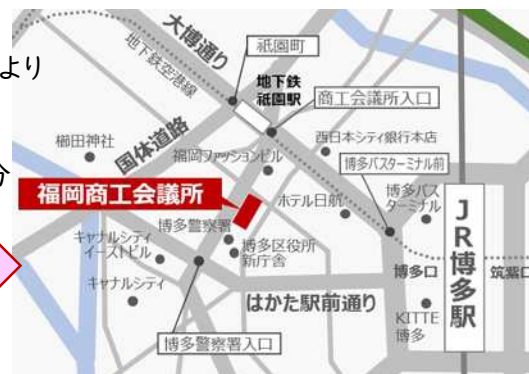 より
分
大博通り
地下鉄空港線
祇園町
地下鉄
祇園駅
商工会議所入口
櫛田神社
国体道路
福岡ファッションビル
西日本シティ銀行本店
博多バスターミナル前
福岡商工会議所
ホテル日航
博多バス
ターミナル
博多警察署
博多区役所
新庁舎
キャナルシティ
イーストビル
キャナルシティ
はかた駅前通り
博多警察署入口
博多口
JR博多駅
筑紫口
KITTE
博多